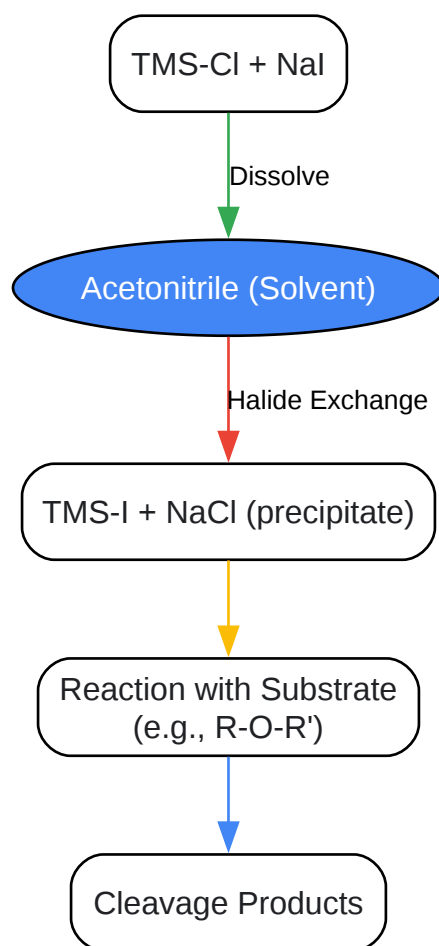 TMS-Cl + NaI
Dissolve
Acetonitrile (Solvent)
Halide Exchange
TMS-I + NaCl (precipitate)
Reaction with Substrate
(e.g., R-O-R')
Cleavage Products